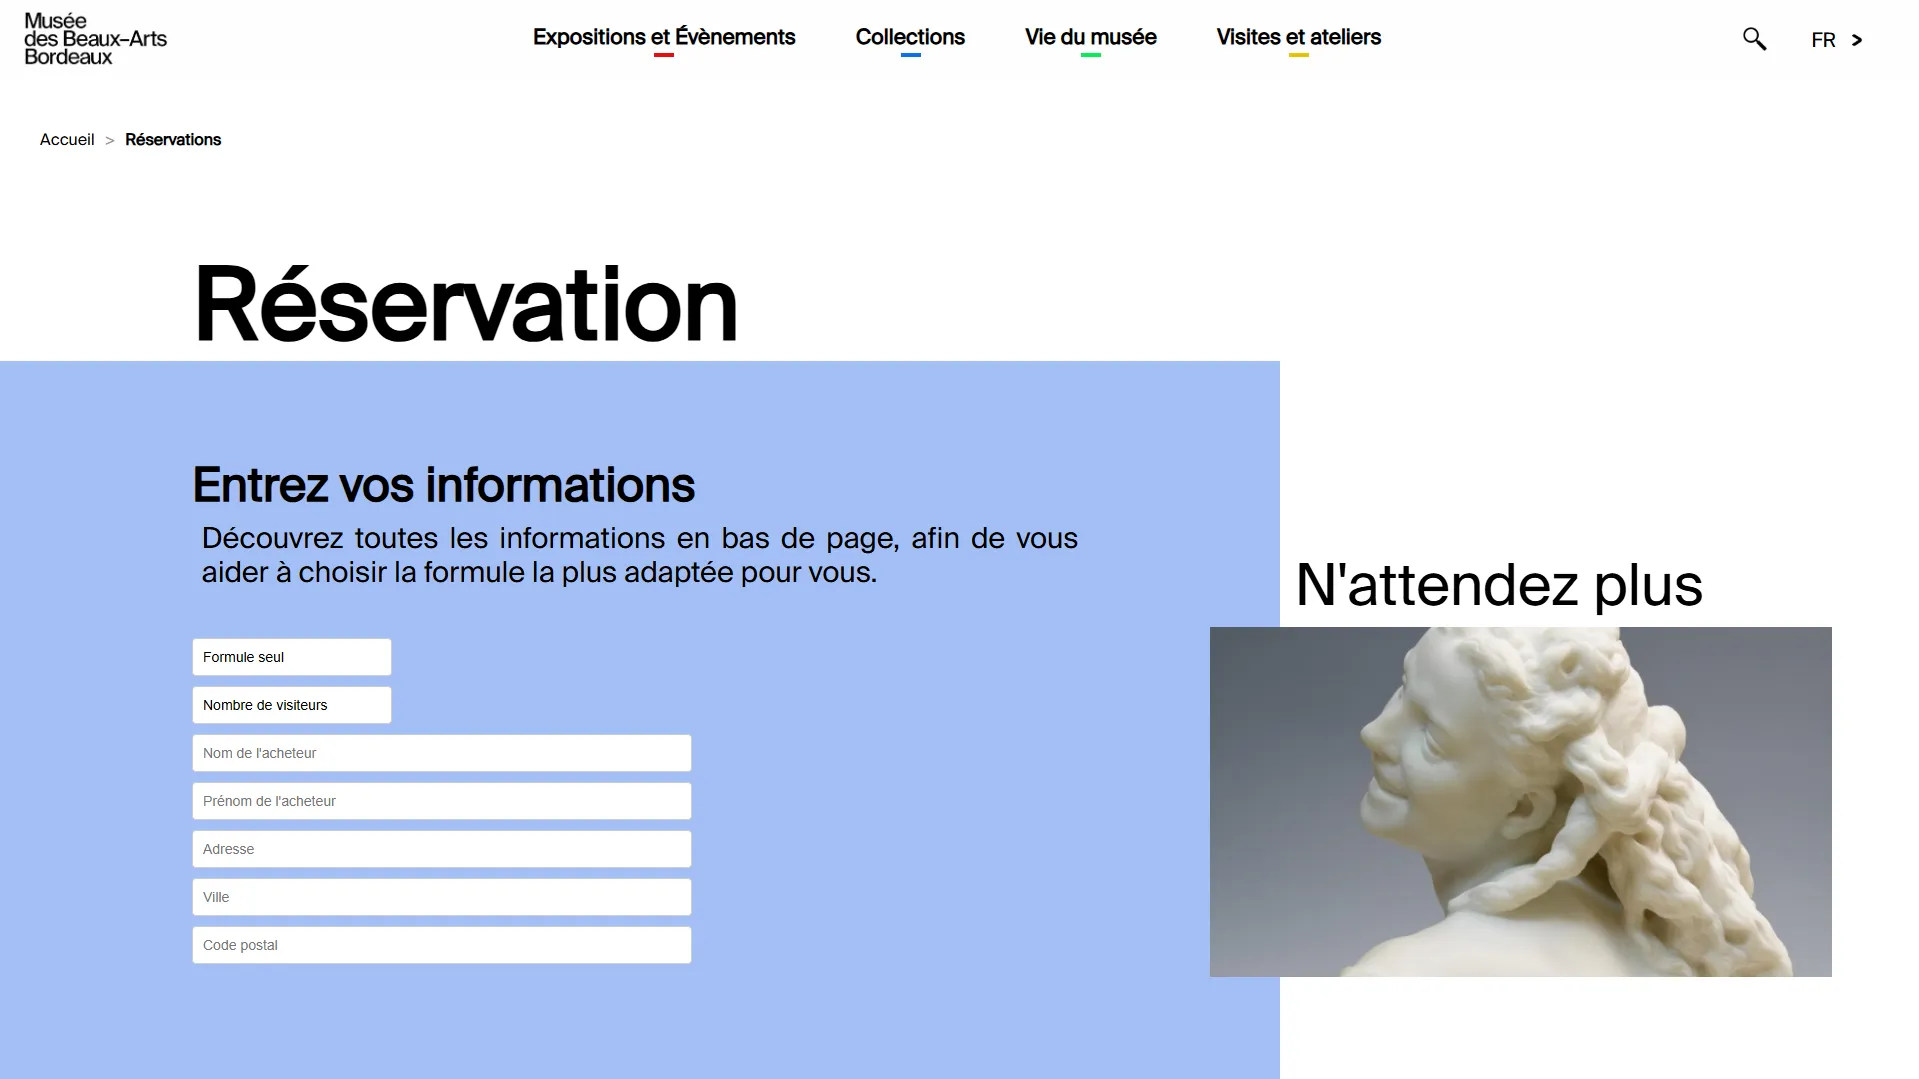 Musée
des Beaux-Arts
Bordeaux
Expositions et Évènements
Collections
Vie du musée
Visites et ateliers
FR >
Accueil > Réservations
Réservation
Entrez vos informations
Découvrez toutes les informations en bas de page, afin de vous
aider à choisir la formule la plus adaptée pour vous.
Formule seul
Nombre de visiteurs
Nom de l'acheteur
Prénom de l'acheteur
Adresse
Ville
Code postal
N'attendez plus